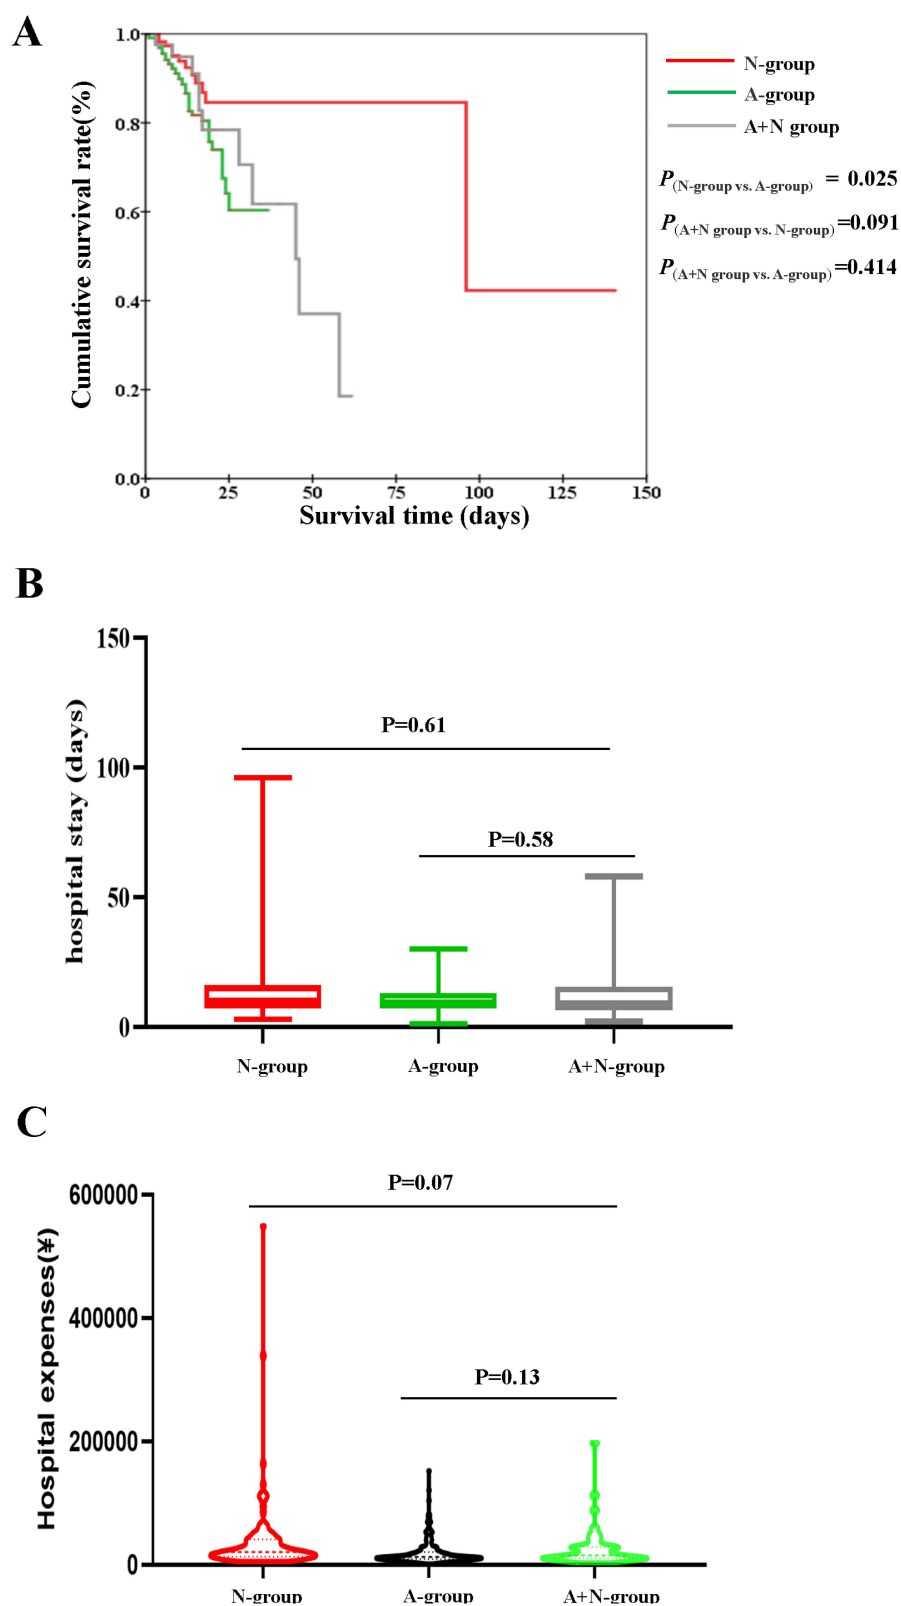 A
Cumulative survival rate(%)
1.0
0.8
0.6
0.4
0.2
0.0
0 25 50 75 100 125 150
Survival time (days)
N-group
A-group
A+N group
P(N-group vs. A-group) = 0.025
P(A+N group vs. N-group)=0.091
P(A+N group vs. A-group)=0.414
B
hospital stay (days)
150
100
50
0
P=0.61
P=0.58
N-group A-group A+N-group
C
Hospital expenses(¥)
600000
400000
200000
0
P=0.07
P=0.13
N-group A-group A+N-group